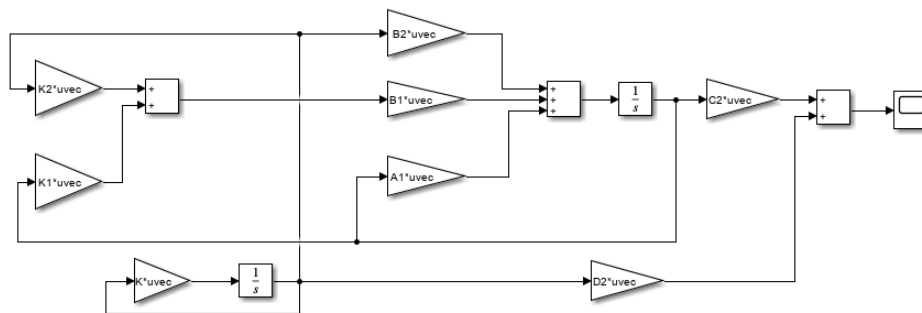 B2*uvec
K2*uvec
+
+
B1*uvec
+
+
+
1
s
C2*uvec
+
+
K1*uvec
A1*uvec
K*uvec
1
s
D2*uvec